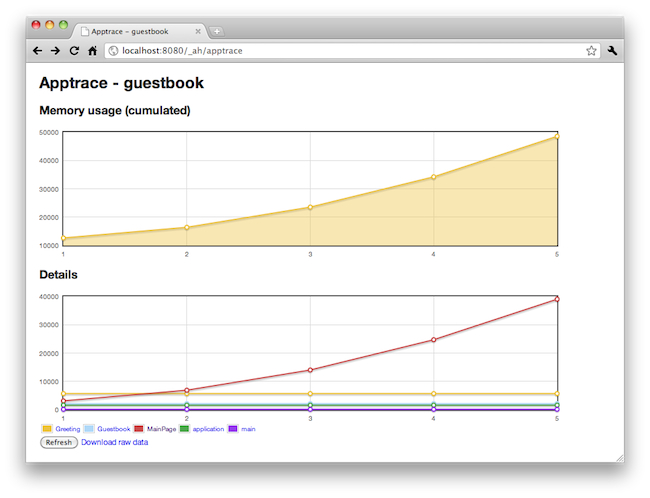 Apptrace - guestbook
localhost:8080/_ah/apptrace
Apptrace - guestbook
Memory usage (cumulated)
50000
40000
30000
20000
10000
1 2 3 4 5
Details
40000
30000
20000
10000
0
1 2 3 4 5
Greeting Guestbook MainPage application main
Refresh Download raw data